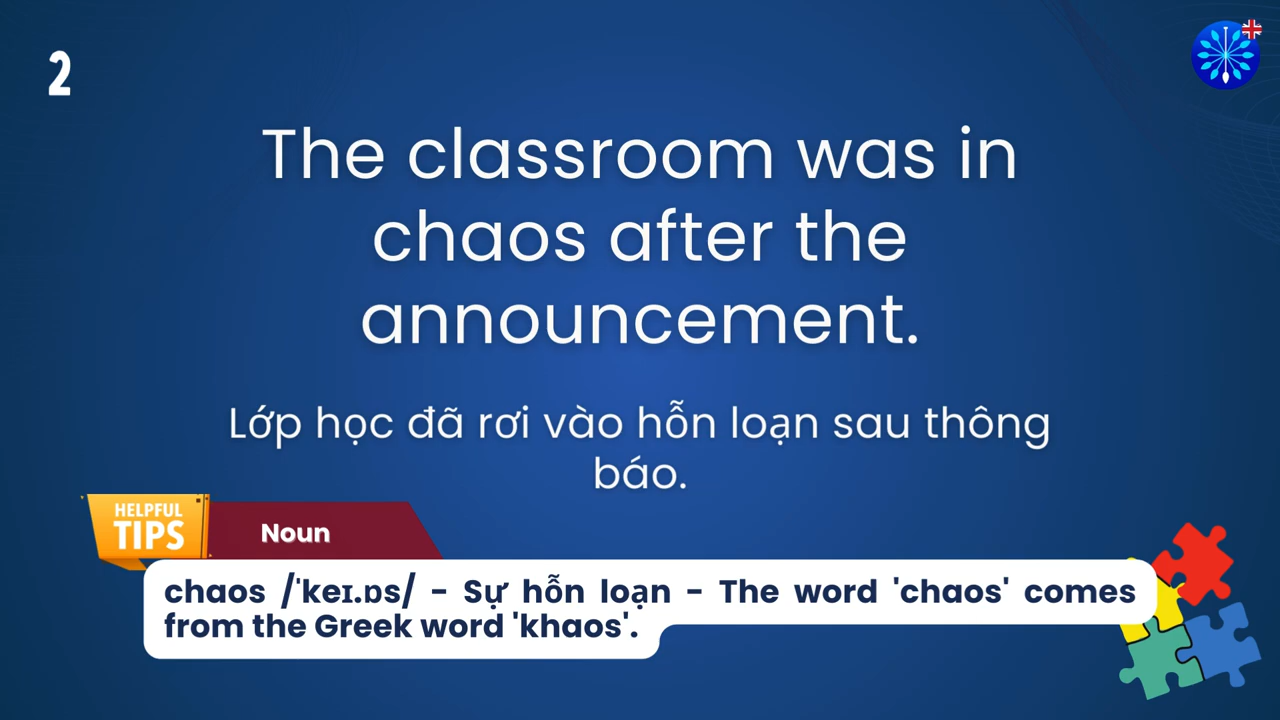 2
The classroom was in
chaos after the
announcement.
Lớp học đã rơi vào hỗn loạn sau thông
báo.
HELPFUL
TIPS
Noun
chaos /ˈkeɪ.ɒs/ - Sự hỗn loạn - The word 'chaos' comes
from the Greek word 'khaos'.